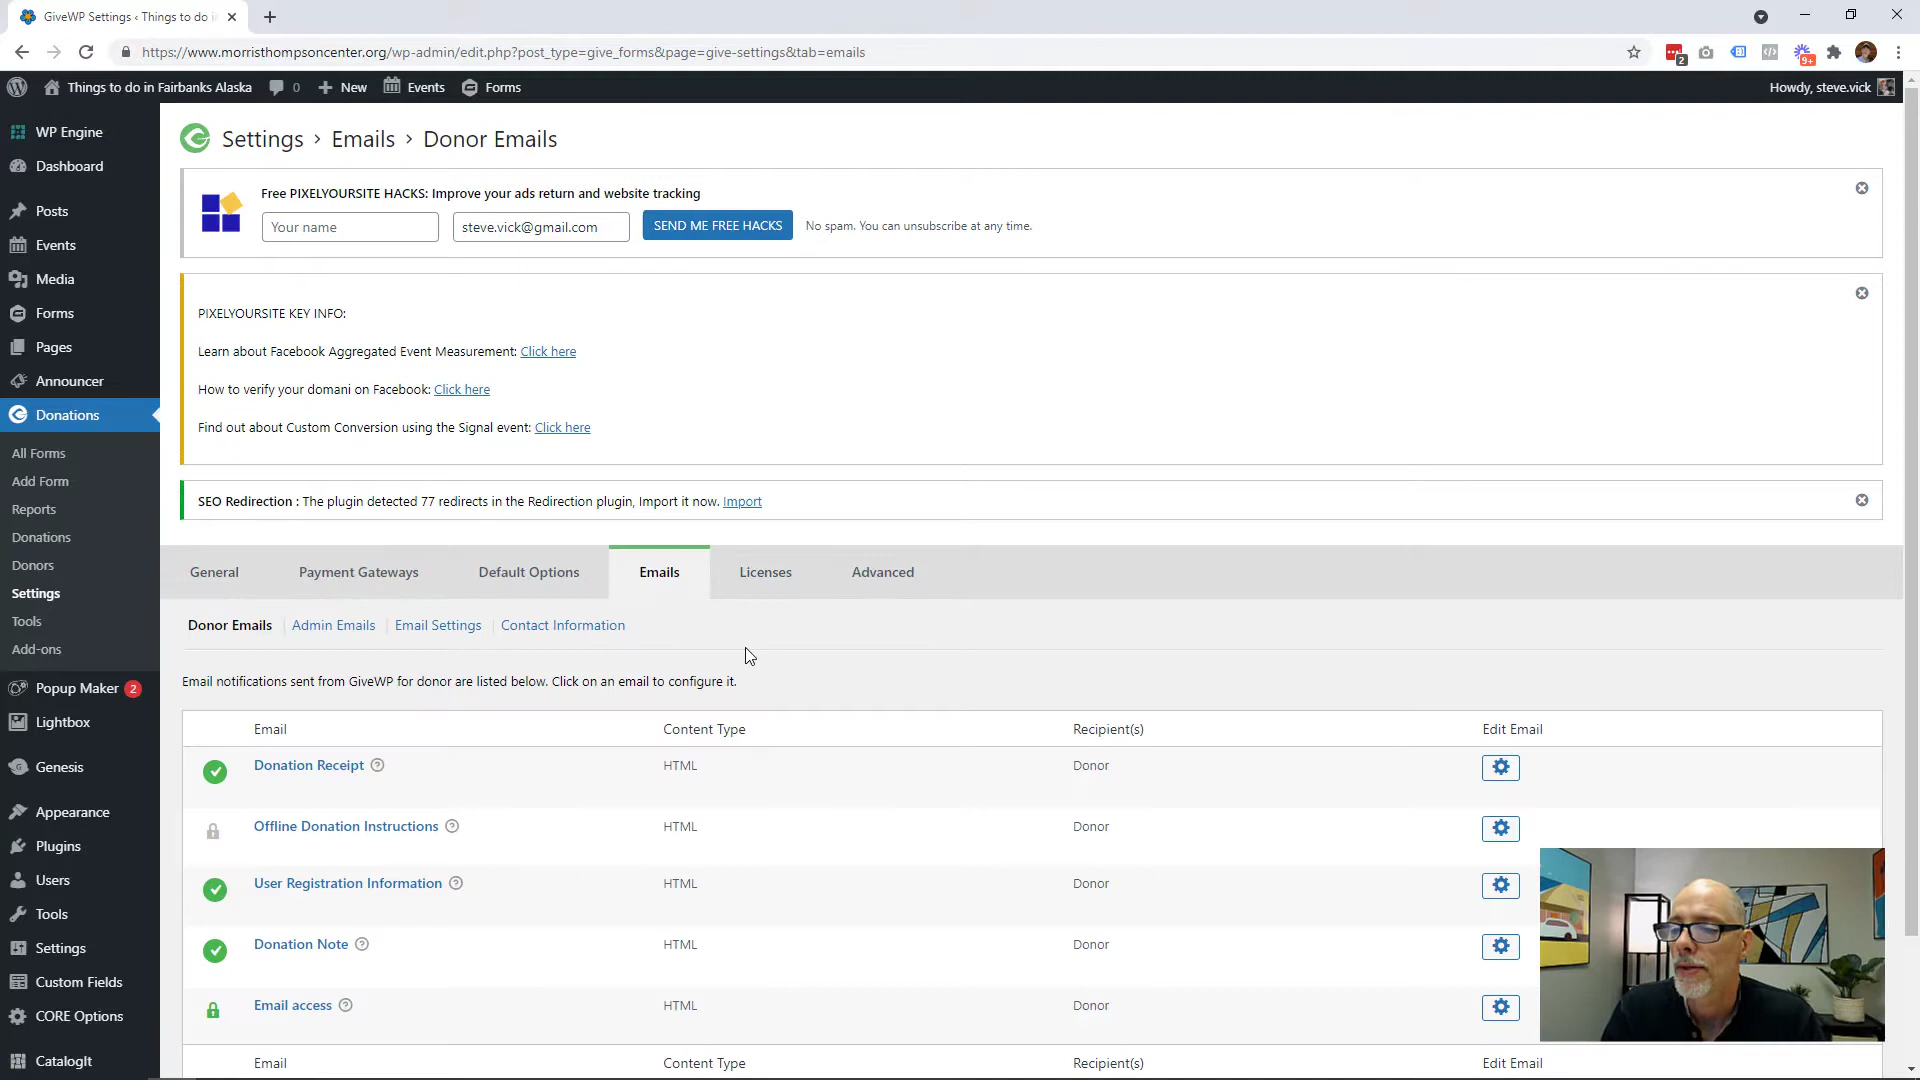 GiveWP Settings ‹ Things to do in
https://www.morristhompsoncenter.org/wp-admin/edit.php?post_type=give_forms&page=give-settings&tab=emails
2
9+
Things to do in Fairbanks Alaska
0
New
Events
Forms
Howdy, steve.vick
WP Engine
Dashboard
Posts
Events
Media
Forms
Pages
Announcer
Donations
All Forms
Add Form
Reports
Donations
Donors
Settings
Tools
Add-ons
Popup Maker 2
Lightbox
Genesis
Appearance
Plugins
Users
Tools
Settings
Custom Fields
CORE Options
CatalogIt
Settings › Emails › Donor Emails
Free PIXELYOURSITE HACKS: Improve your ads return and website tracking
Your name
steve.vick@gmail.com
SEND ME FREE HACKS
No spam. You can unsubscribe at any time.
PIXELYOURSITE KEY INFO:
Learn about Facebook Aggregated Event Measurement: Click here
How to verify your domani on Facebook: Click here
Find out about Custom Conversion using the Signal event: Click here
SEO Redirection : The plugin detected 77 redirects in the Redirection plugin, Import it now. Import
General
Payment Gateways
Default Options
Emails
Licenses
Advanced
Donor Emails | Admin Emails | Email Settings | Contact Information
Email notifications sent from GiveWP for donor are listed below. Click on an email to configure it.
Email Content Type Recipient(s) Edit Email
Donation Receipt HTML Donor
Offline Donation Instructions HTML Donor
User Registration Information HTML Donor
Donation Note HTML Donor
Email access HTML Donor
Email Content Type Recipient(s) Edit Email